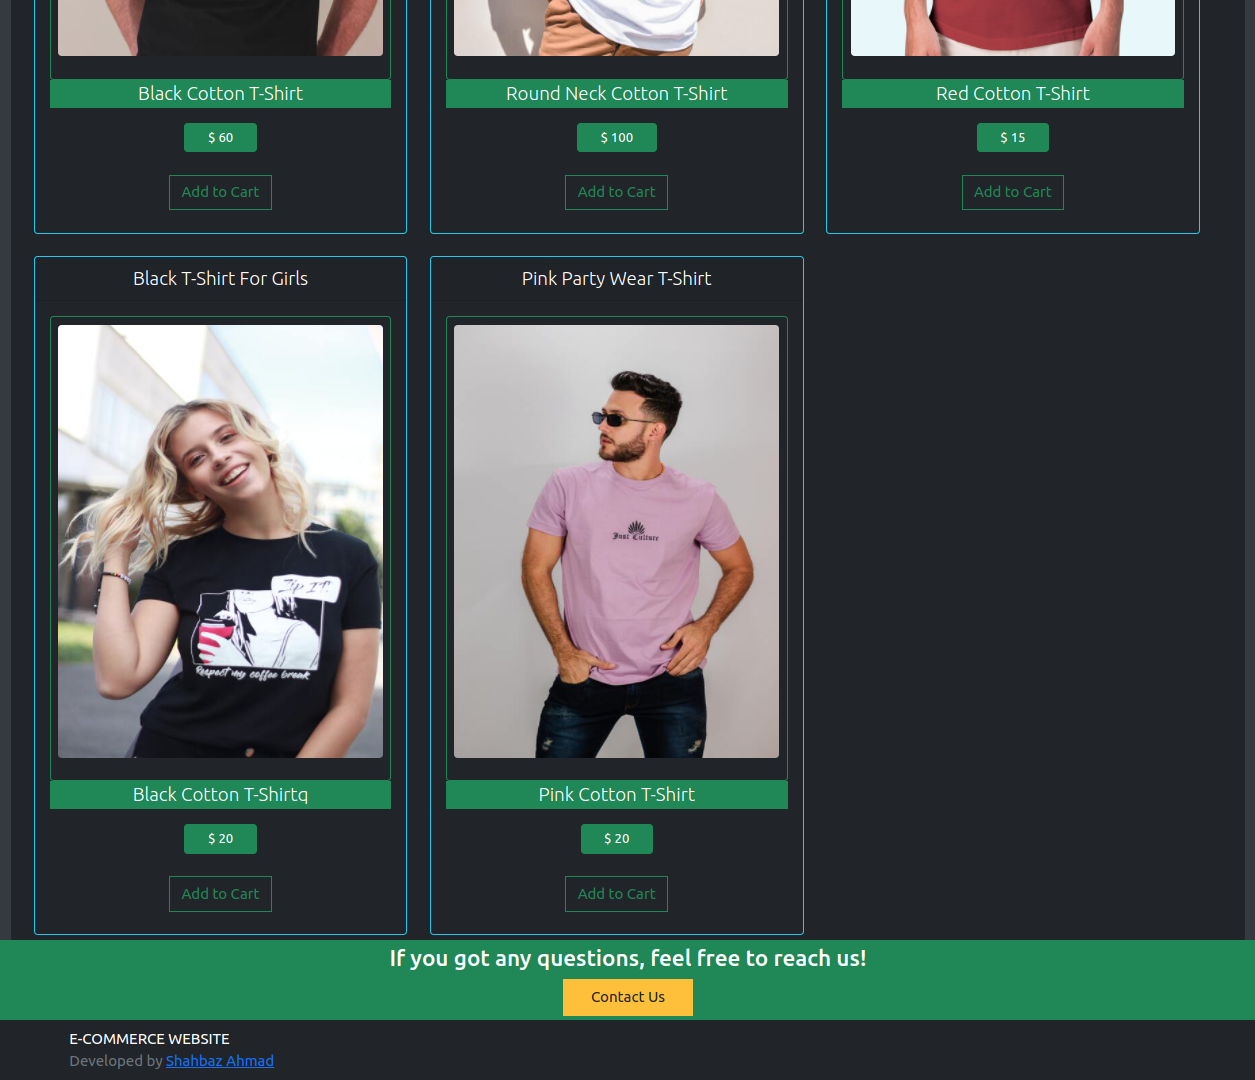 Black Cotton T-Shirt
Round Neck Cotton T-Shirt
Red Cotton T-Shirt
$ 60
$ 100
$ 15
Add to Cart
Add to Cart
Add to Cart
Black T-Shirt For Girls
Pink Party Wear T-Shirt
Just Culture
Zip IT!
Respect my coffee break
Black Cotton T-Shirtq
Pink Cotton T-Shirt
$ 20
$ 20
Add to Cart
Add to Cart
If you got any questions, feel free to reach us!
Contact Us
E-COMMERCE WEBSITE
Developed by Shahbaz Ahmad